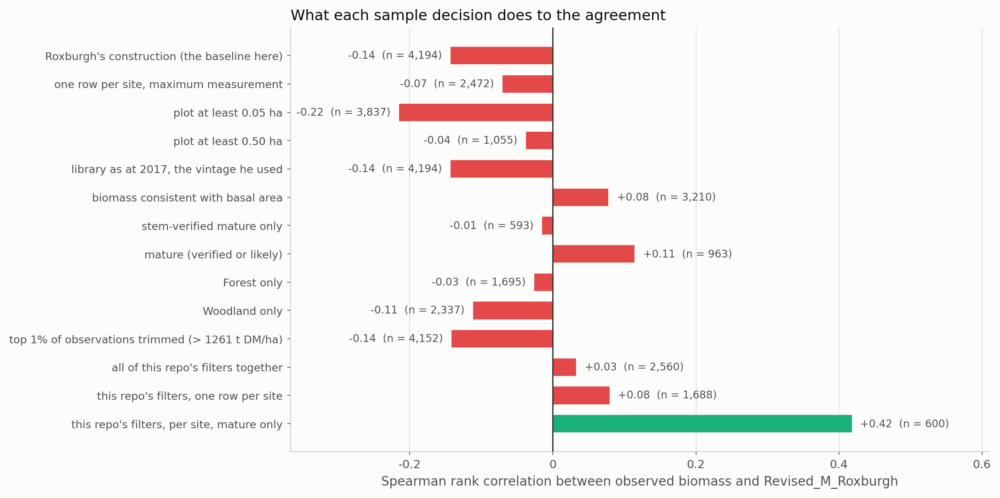 What each sample decision does to the agreement
Roxburgh's construction (the baseline here) -0.14 (n = 4,194)
one row per site, maximum measurement -0.07 (n = 2,472)
plot at least 0.05 ha -0.22 (n = 3,837)
plot at least 0.50 ha -0.04 (n = 1,055)
library as at 2017, the vintage he used -0.14 (n = 4,194)
biomass consistent with basal area +0.08 (n = 3,210)
stem-verified mature only -0.01 (n = 593)
mature (verified or likely) +0.11 (n = 963)
Forest only -0.03 (n = 1,695)
Woodland only -0.11 (n = 2,337)
top 1% of observations trimmed (> 1261 t DM/ha) -0.14 (n = 4,152)
all of this repo's filters together +0.03 (n = 2,560)
this repo's filters, one row per site +0.08 (n = 1,688)
this repo's filters, per site, mature only +0.42 (n = 600)
-0.2 0 0.2 0.4 0.6
Spearman rank correlation between observed biomass and Revised_M_Roxburgh